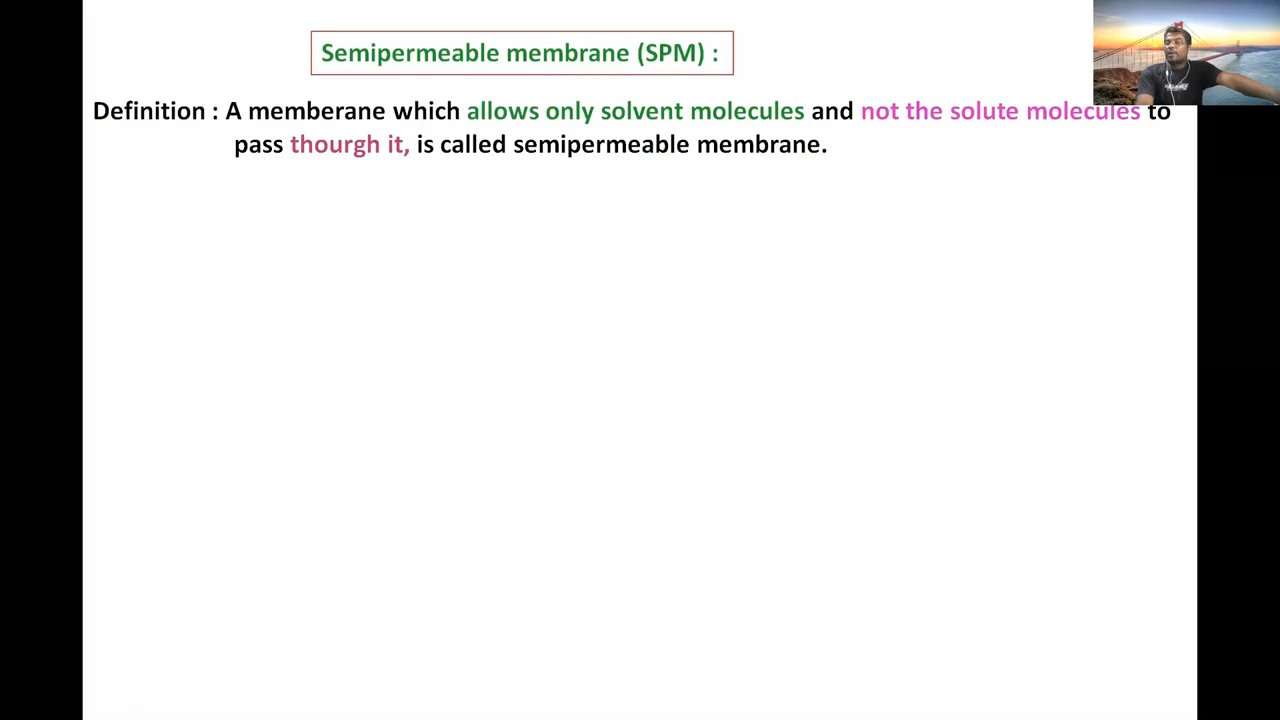 Semipermeable membrane (SPM) :
Definition : A memberane which allows only solvent molecules and not the solute molecules to
pass thourgh it, is called semipermeable membrane.